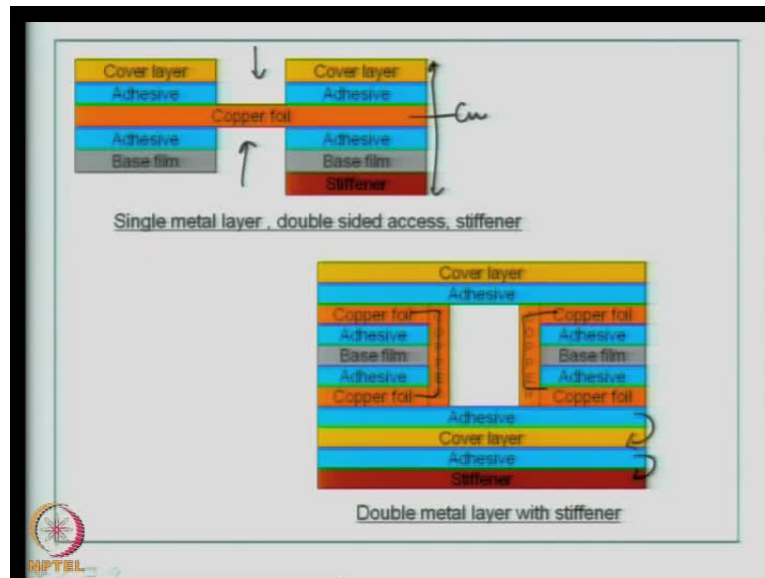 Cover layer Cover layer
Adhesive Adhesive
Copper foil Cu
Adhesive Adhesive
Base film Base film
Stiffener
Single metal layer , double sided access, stiffener
Cover layer
Adhesive
Copper foil Copper foil
Adhesive Adhesive
Base film COPPER COPPER Base film
Adhesive Adhesive
Copper foil Copper foil
Adhesive
Cover layer
Adhesive
Stiffener
Double metal layer with stiffener
NPTEL